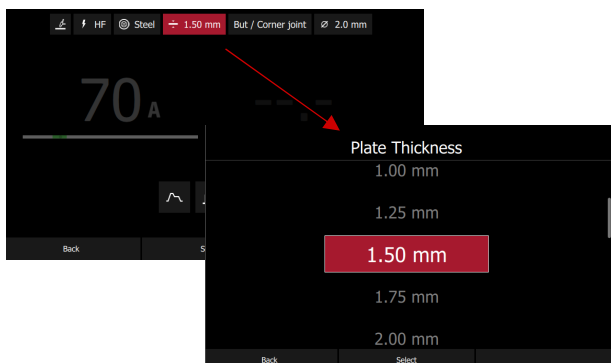 HF Steel 1.50 mm But / Corner joint Ø 2.0 mm
70 A --.-
Back S
Plate Thickness
1.00 mm
1.25 mm
1.50 mm
1.75 mm
2.00 mm
Back Select